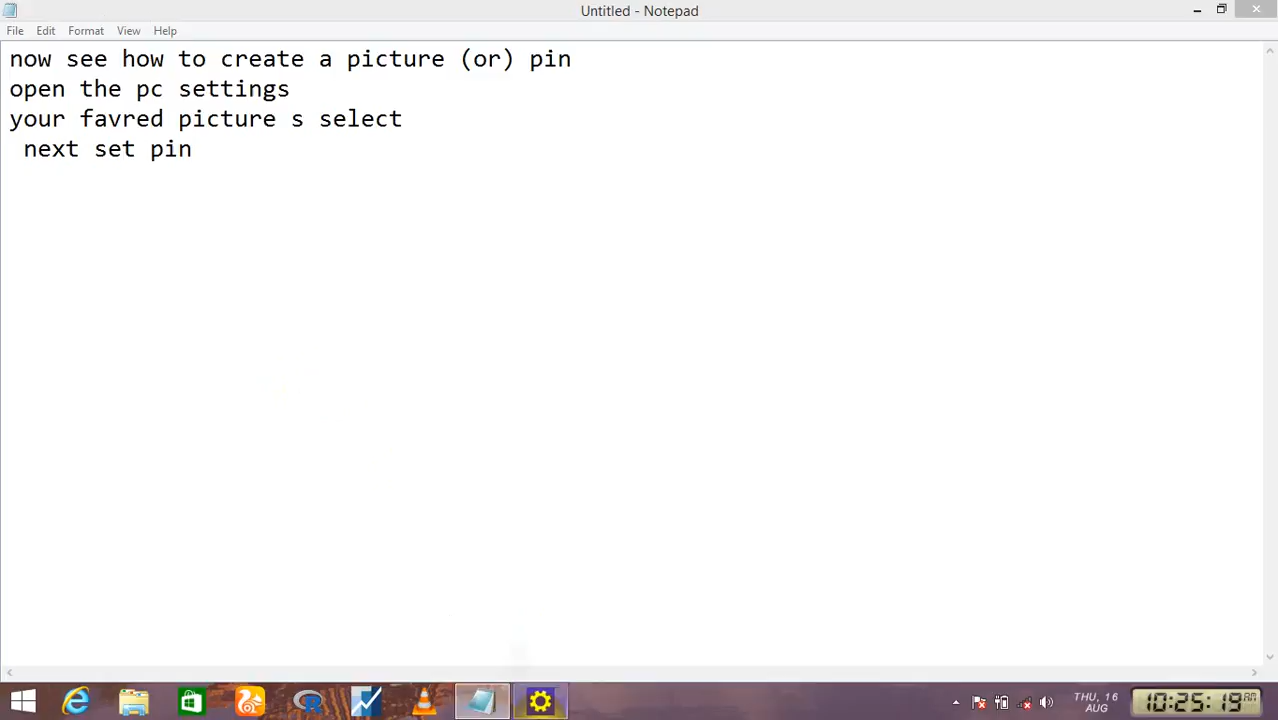 Untitled - Notepad
File Edit Format View Help
now see how to create a picture (or) pin
open the pc settings
your favred picture s select
next set pin
THU, 16
AUG
10:25:19 AM